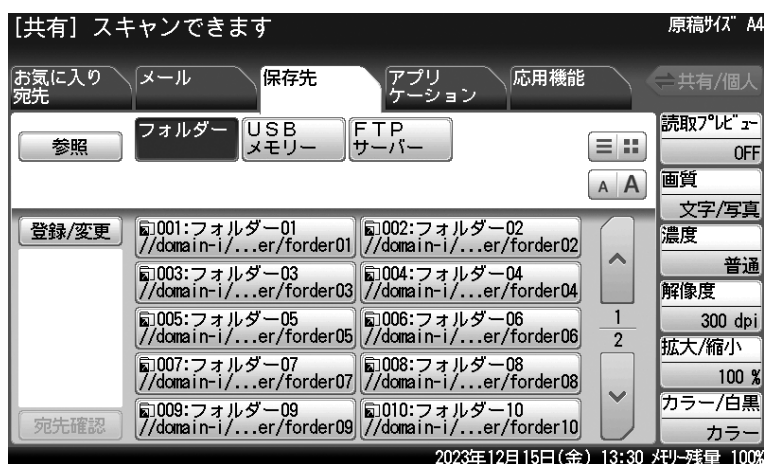 [共有] スキャンできます
原稿ｻｲｽﾞ A4
お気に入り
宛先
メール
保存先
アプリ
ケーション
応用機能
共有/個人
参照
フォルダー
USB
メモリー
FTP
サーバー
A A
読取ﾌﾟﾚﾋﾞｭｰ
OFF
画質
文字/写真
濃度
普通
解像度
300 dpi
拡大/縮小
100 %
カラー/白黒
カラー
登録/変更
001:フォルダー01
//domain-i/...er/forder01
002:フォルダー02
//domain-i/...er/forder02
003:フォルダー03
//domain-i/...er/forder03
004:フォルダー04
//domain-i/...er/forder04
005:フォルダー05
//domain-i/...er/forder05
006:フォルダー06
//domain-i/...er/forder06
007:フォルダー07
//domain-i/...er/forder07
008:フォルダー08
//domain-i/...er/forder08
009:フォルダー09
//domain-i/...er/forder09
010:フォルダー10
//domain-i/...er/forder10
1
2
宛先確認
2023年12月15日(金) 13:30 ﾒﾓﾘｰ残量 100%